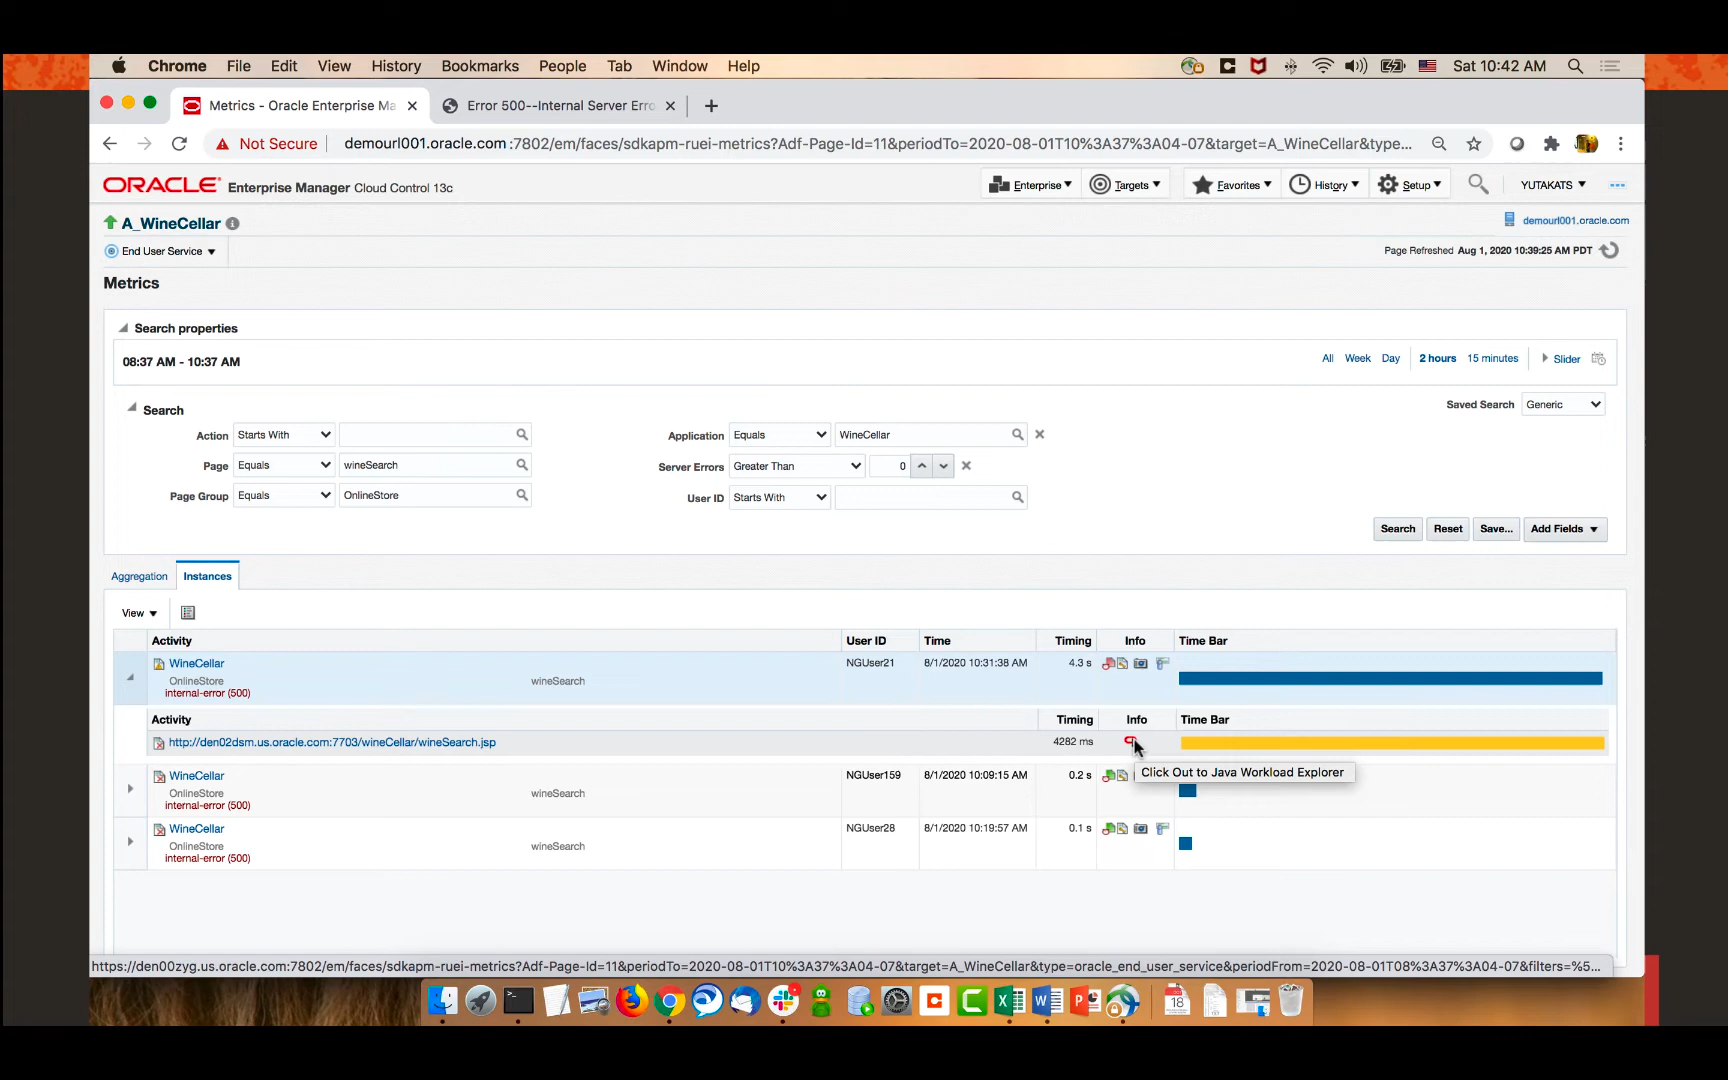 Chrome File Edit View History Bookmarks People Tab Window Help Sat 10:42 AM
Metrics - Oracle Enterprise Ma Error 500--Internal Server Erro
Not Secure demourl001.oracle.com:7802/em/faces/sdkapm-ruei-metrics?Adf-Page-Id=11&periodTo=2020-08-01T10%3A37%3A04-07&target=A_WineCellar&type...
ORACLE Enterprise Manager Cloud Control 13c Enterprise Targets Favorites History Setup YUTAKATS
A_WineCellar demourl001.oracle.com
End User Service Page Refreshed Aug 1, 2020 10:39:25 AM PDT
Metrics
Search properties
08:37 AM - 10:37 AM All Week Day 2 hours 15 minutes Slider
Search Saved Search Generic
Action Starts With Application Equals WineCellar
Page Equals wineSearch Server Errors Greater Than 0
Page Group Equals OnlineStore User ID Starts With
Search Reset Save... Add Fields
Aggregation Instances
View
Activity User ID Time Timing Info Time Bar
WineCellar NGUser21 8/1/2020 10:31:38 AM 4.3 s
OnlineStore wineSearch
internal-error (500)
Activity Timing Info Time Bar
http://den02dsm.us.oracle.com:7703/wineCellar/wineSearch.jsp 4282 ms
Click Out to Java Workload Explorer
WineCellar NGUser159 8/1/2020 10:09:15 AM 0.2 s
OnlineStore wineSearch
internal-error (500)
WineCellar NGUser28 8/1/2020 10:19:57 AM 0.1 s
OnlineStore wineSearch
internal-error (500)
https://den00zyg.us.oracle.com:7802/em/faces/sdkapm-ruei-metrics?Adf-Page-Id=11&periodTo=2020-08-01T10%3A37%3A04-07&target=A_WineCellar&type=oracle_end_user_service&periodFrom=2020-08-01T08%3A37%3A04-07&filters=%5...
18